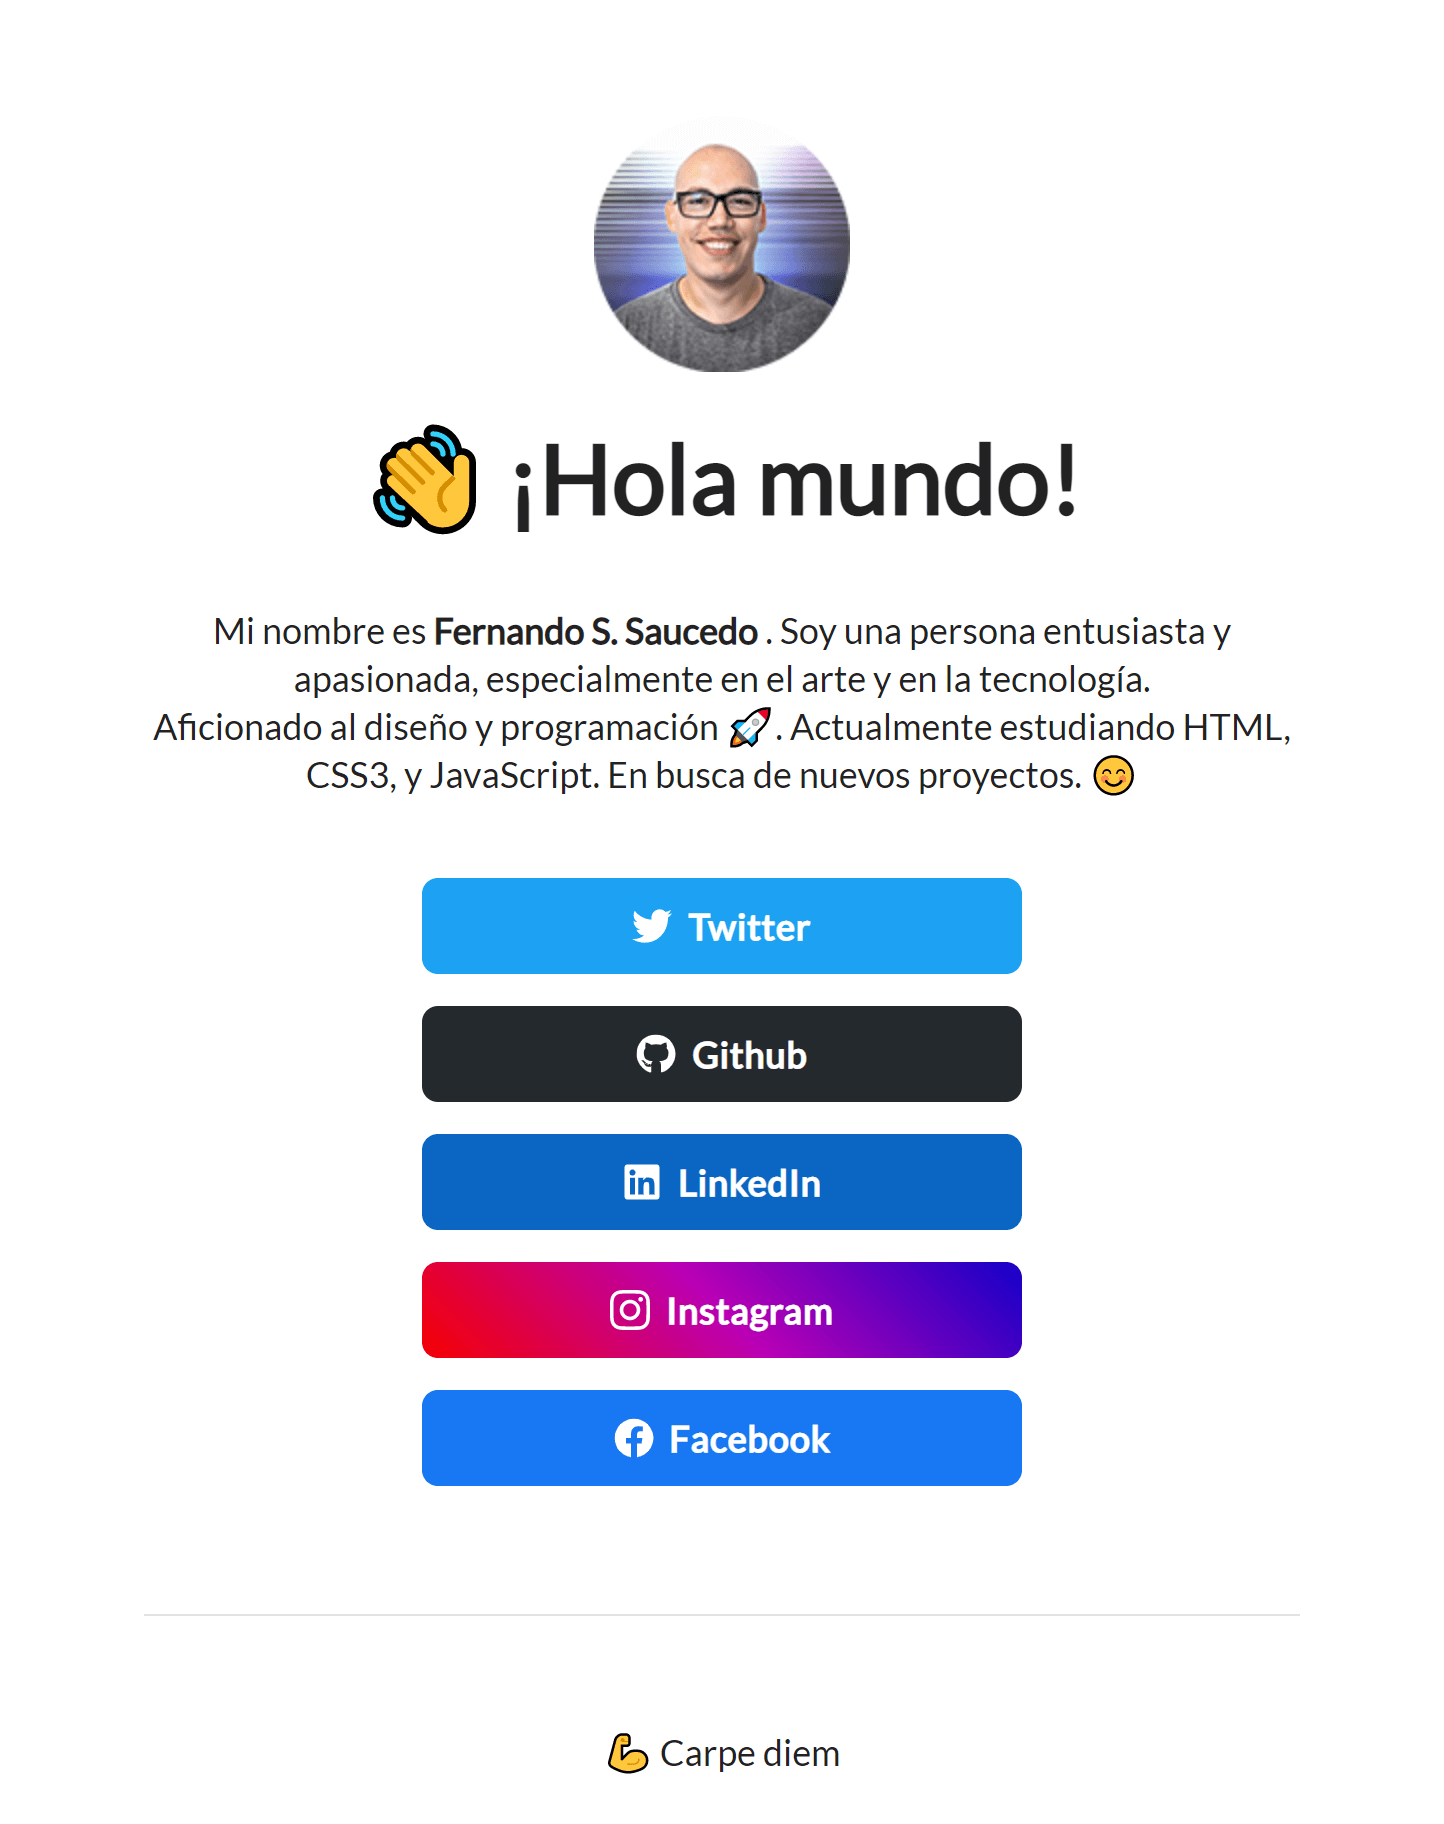 👋 ¡Hola mundo!
Mi nombre es Fernando S. Saucedo . Soy una persona entusiasta y
apasionada, especialmente en el arte y en la tecnología.
Aficionado al diseño y programación 🚀. Actualmente estudiando HTML,
CSS3, y JavaScript. En busca de nuevos proyectos. 😊
Twitter
Github
LinkedIn
Instagram
Facebook
💪 Carpe diem